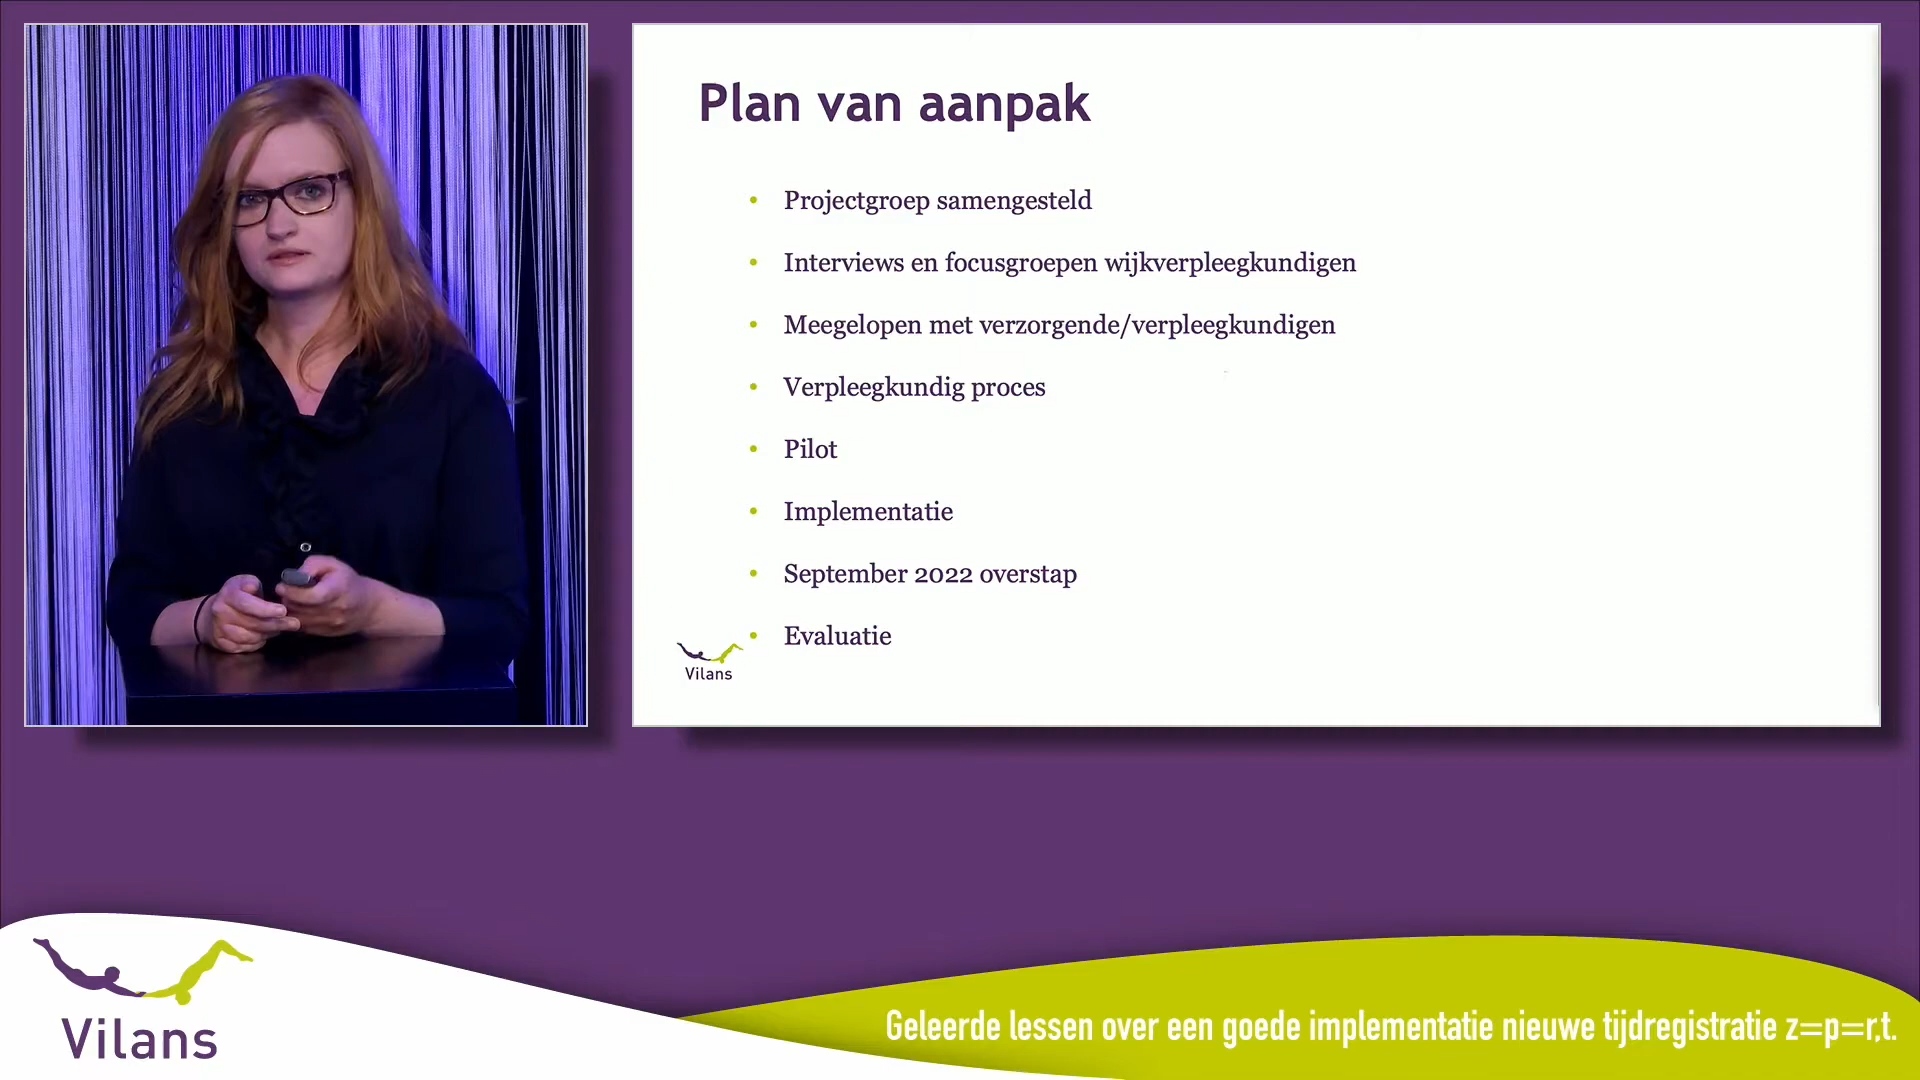 Plan van aanpak
• Projectgroep samengesteld
• Interviews en focusgroepen wijkverpleegkundigen
• Meegelopen met verzorgende/verpleegkundigen
• Verpleegkundig proces
• Pilot
• Implementatie
• September 2022 overstap
• Evaluatie
Vilans
Vilans
Geleerde lessen over een goede implementatie nieuwe tijdregistratie z=p=r,t.